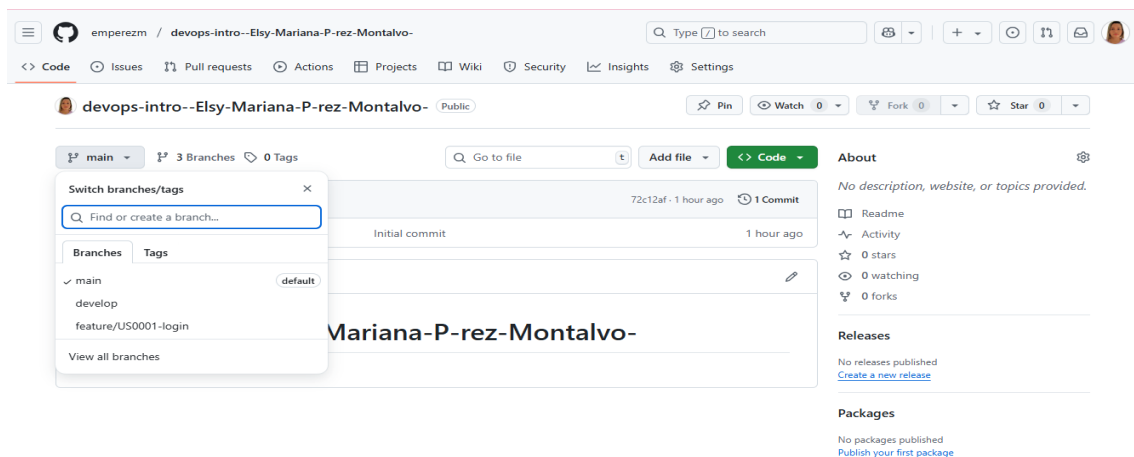 emperezm / devops-intro--Elsy-Mariana-P-rez-Montalvo-
Type / to search
Code Issues Pull requests Actions Projects Wiki Security Insights Settings
devops-intro--Elsy-Mariana-P-rez-Montalvo- Public
Pin Watch 0 Fork 0 Star 0
main 3 Branches 0 Tags
Go to file t Add file Code
Switch branches/tags
Find or create a branch...
Branches Tags
main default
develop
feature/US0001-login
View all branches
72c12af · 1 hour ago 1 Commit
Initial commit 1 hour ago
Mariana-P-rez-Montalvo-
About
No description, website, or topics provided.
Readme
Activity
0 stars
0 watching
0 forks
Releases
No releases published
Create a new release
Packages
No packages published
Publish your first package